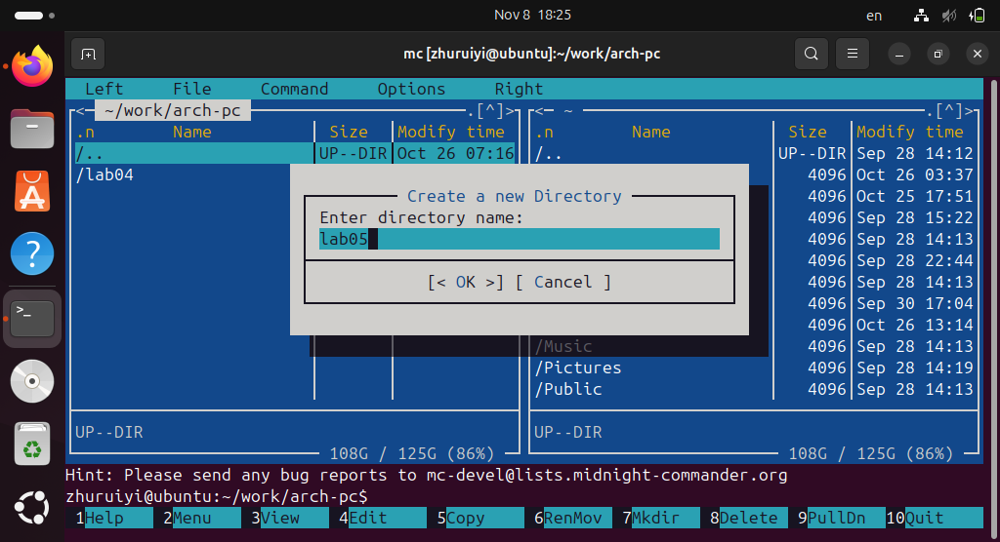 Nov 8 18:25
en
mc [zhuruiyi@ubuntu]:~/work/arch-pc
Left File Command Options Right
<- ~/work/arch-pc .[^]>
<- ~ .[^]>
.n Name Size Modify time
.n Name Size Modify time
/.. UP--DIR Oct 26 07:16
/.. UP--DIR Sep 28 14:12
/lab04
4096 Oct 26 03:37
4096 Oct 25 17:51
4096 Sep 28 15:22
4096 Sep 28 14:13
4096 Sep 28 22:44
4096 Sep 28 14:13
4096 Sep 30 17:04
4096 Oct 26 13:14
/Music 4096 Sep 28 14:13
/Pictures 4096 Sep 28 14:19
/Public 4096 Sep 28 14:13
Create a new Directory
Enter directory name:
lab05
[< OK >] [ Cancel ]
UP--DIR
UP--DIR
108G / 125G (86%)
108G / 125G (86%)
Hint: Please send any bug reports to mc-devel@lists.midnight-commander.org
zhuruiyi@ubuntu:~/work/arch-pc$
1Help 2Menu 3View 4Edit 5Copy 6RenMov 7Mkdir 8Delete 9PullDn 10Quit